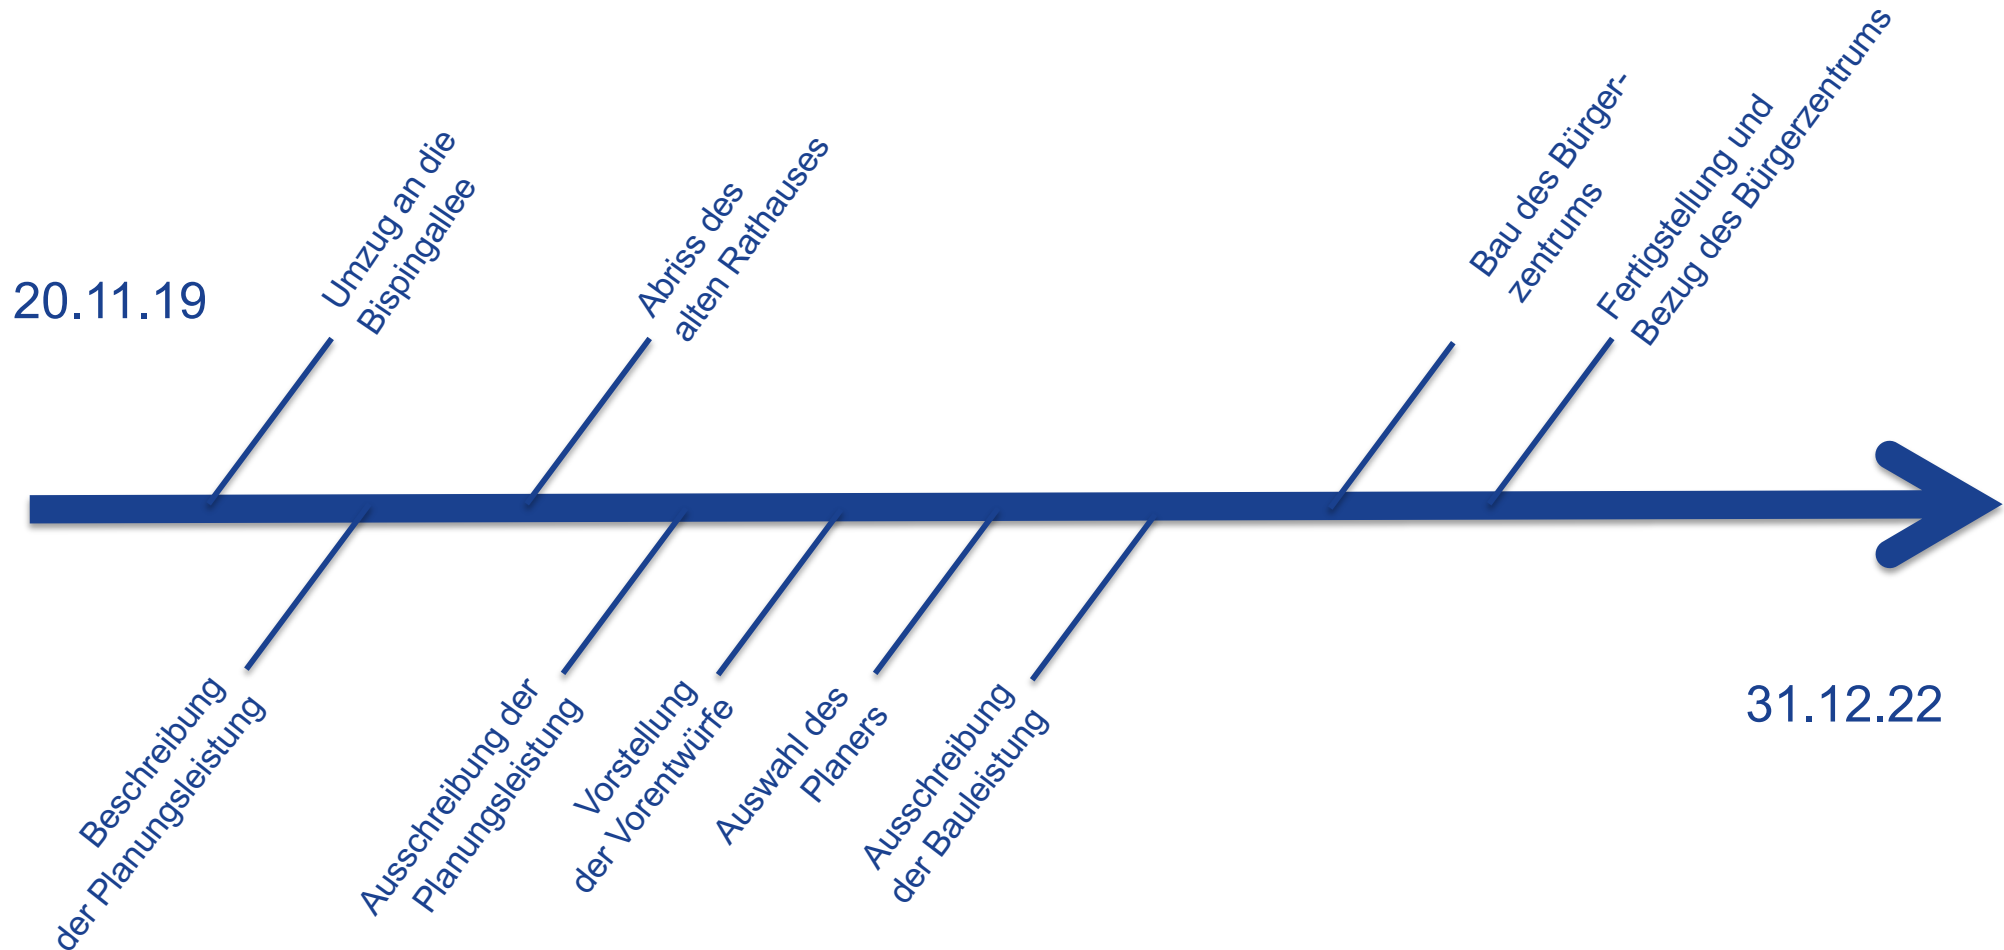 20.11.19
Umzug an die
Bispingallee
Abriss des
alten Rathauses
Bau des Bürger-
zentrums
Fertigstellung und
Bezug des Bürgerzentrums
Beschreibung
der Planungsleistung
Ausschreibung der
Planungsleistung
Vorstellung
der Vorentwürfe
Auswahl des
Planers
Ausschreibung
der Bauleistung
31.12.22